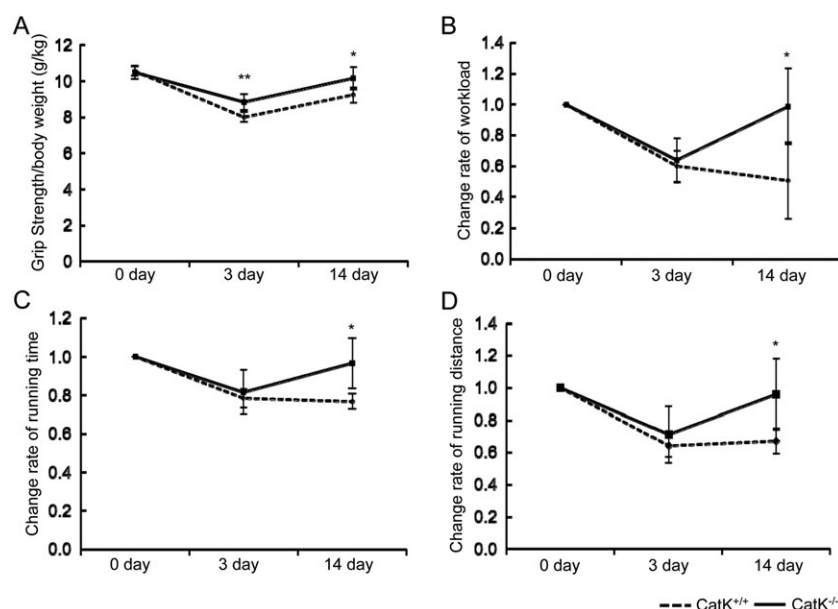 A
Grip Strength/body weight (g/kg)
12
10
8
6
4
2
0
**
*
0 day 3 day 14 day
B
Change rate of workload
1.4
1.2
1.0
0.8
0.6
0.4
0.2
0.0
*
0 day 3 day 14 day
C
Change rate of running time
1.2
1.0
0.8
0.6
0.4
0.2
0.0
*
0 day 3 day 14 day
D
Change rate of running distance
1.4
1.2
1.0
0.8
0.6
0.4
0.2
0.0
*
0 day 3 day 14 day
CatK+/+ CatK-/-